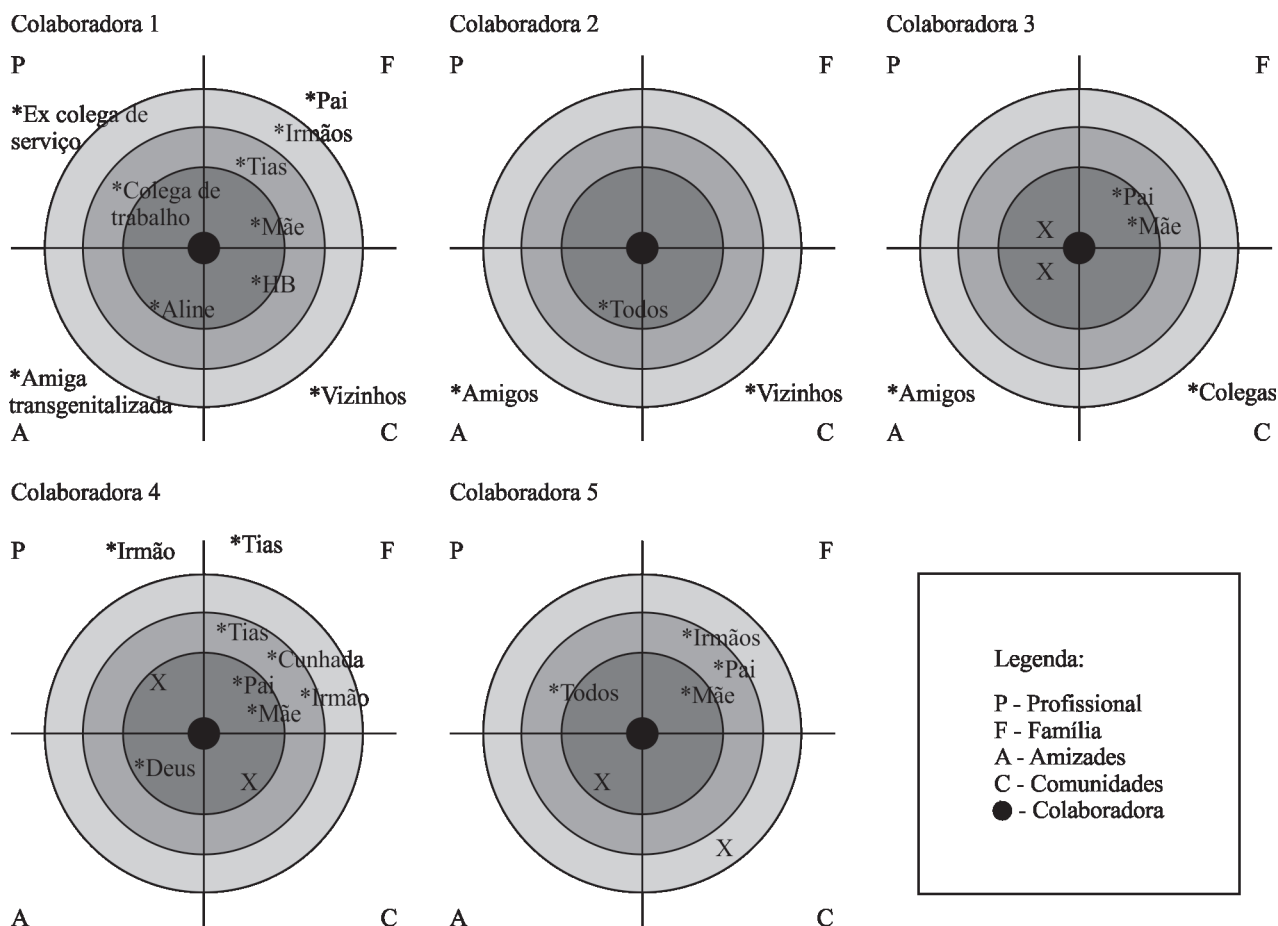 Colaboradora 1
P
F
*Ex colega de
serviço
*Pai
*Irmãos
*Tias
*Colega de
trabalho
*Mãe
*HB
*Aline
*Amiga
transgenitalizada
*Vizinhos
A
C
Colaboradora 2
P
F
*Todos
*Amigos
*Vizinhos
A
C
Colaboradora 3
P
F
*Pai
*Mãe
X
X
*Amigos
*Colegas
A
C
Colaboradora 4
P
*Irmão
*Tias
F
*Tias
*Cunhada
X
*Pai
*Irmão
*Mãe
*Deus
X
A
C
Colaboradora 5
P
F
*Irmãos
*Pai
*Todos
*Mãe
X
X
A
C
Legenda:
P - Profissional
F - Família
A - Amizades
C - Comunidades
- Colaboradora